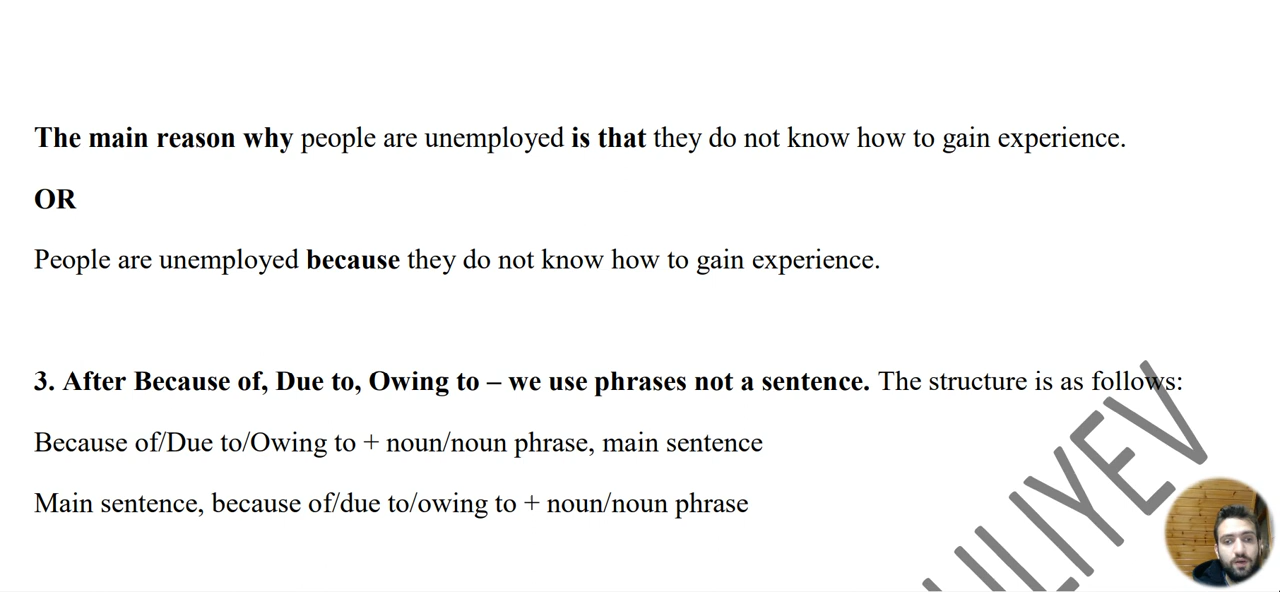 The main reason why people are unemployed is that they do not know how to gain experience.
OR
People are unemployed because they do not know how to gain experience.
3. After Because of, Due to, Owing to – we use phrases not a sentence. The structure is as follows:
Because of/Due to/Owing to + noun/noun phrase, main sentence
Main sentence, because of/due to/owing to + noun/noun phrase